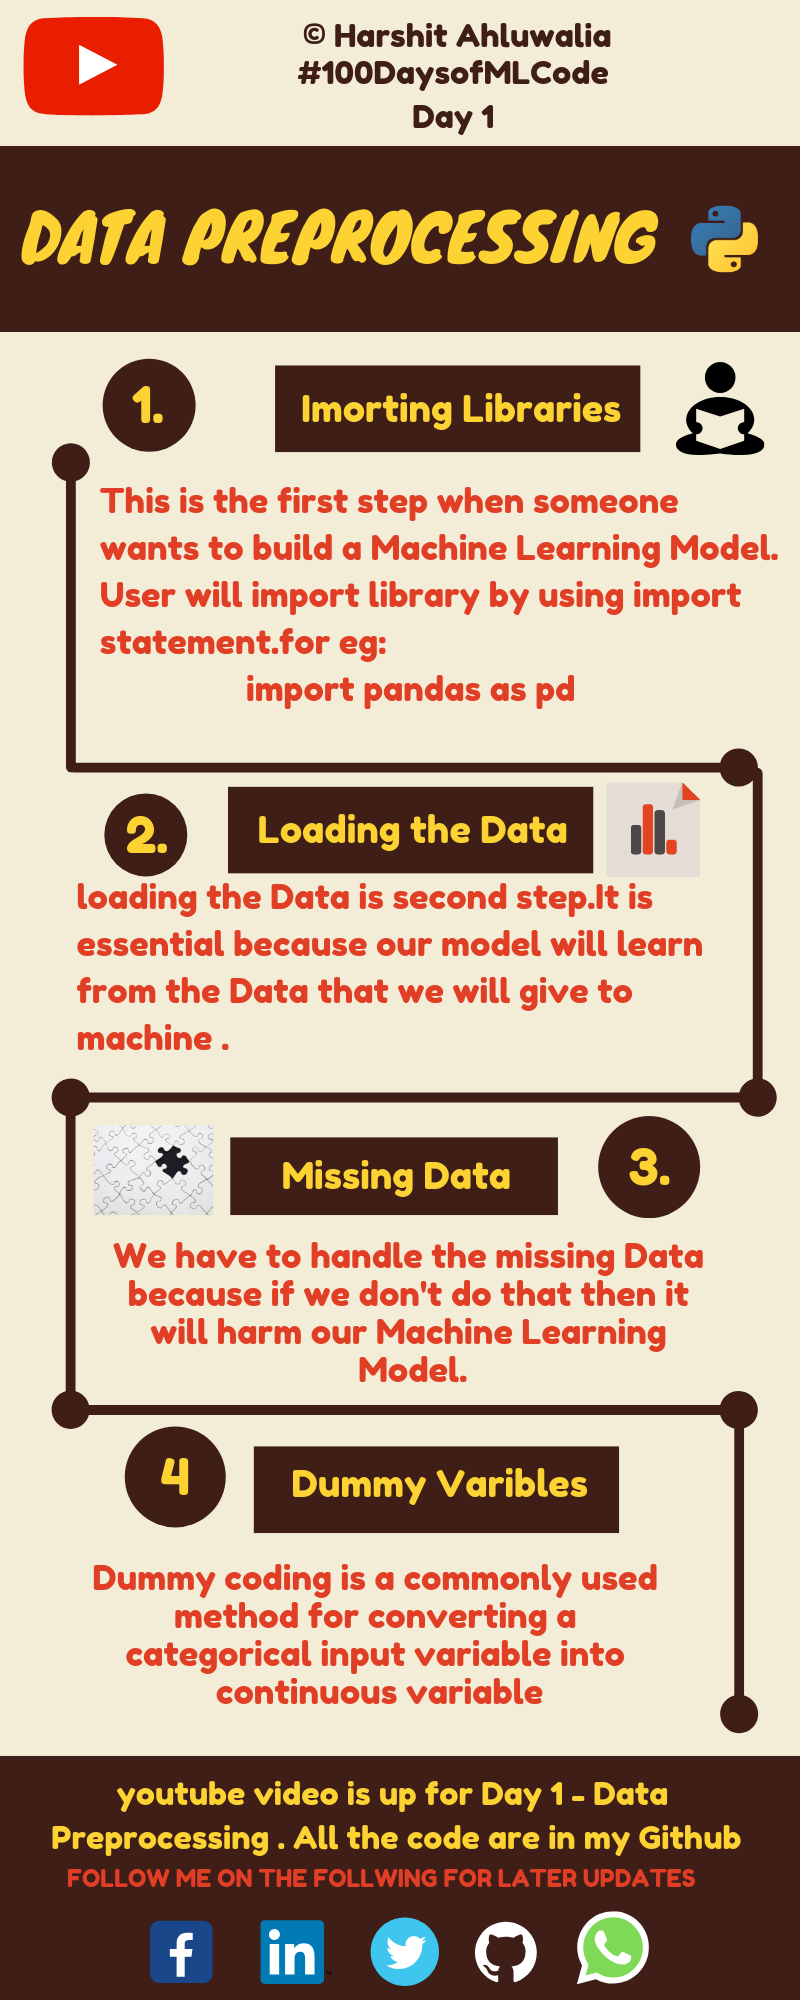 © Harshit Ahluwalia
#100DaysofMLCode
Day 1
DATA PREPROCESSING
1.
Imorting Libraries
This is the first step when someone
wants to build a Machine Learning Model.
User will import library by using import
statement.for eg:
import pandas as pd
2.
Loading the Data
loading the Data is second step.It is
essential because our model will learn
from the Data that we will give to
machine .
Missing Data
3.
We have to handle the missing Data
because if we don't do that then it
will harm our Machine Learning
Model.
4
Dummy Varibles
Dummy coding is a commonly used
method for converting a
categorical input variable into
continuous variable
youtube video is up for Day 1 - Data
Preprocessing . All the code are in my Github
FOLLOW ME ON THE FOLLWING FOR LATER UPDATES
f
in